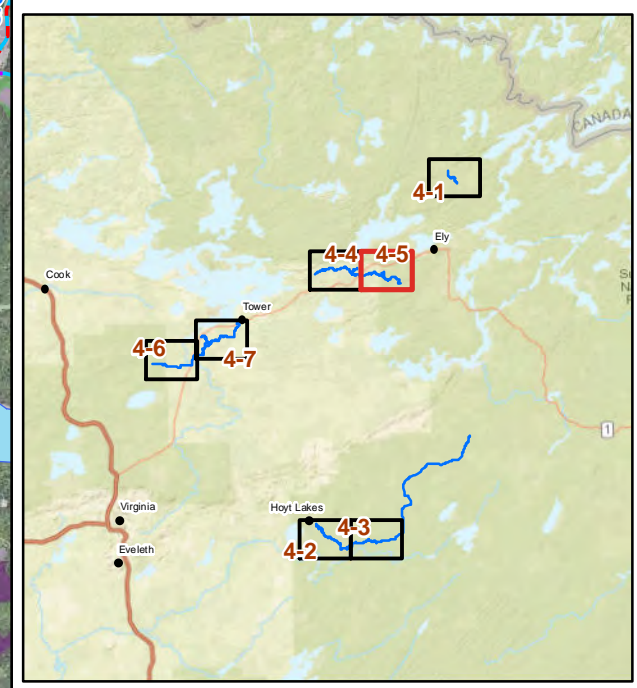 CANADA
4-1
Ely
4-4
4-5
Cook
Tower
4-6
4-7
1
Virginia
Hoyt Lakes
4-3
4-2
Eveleth